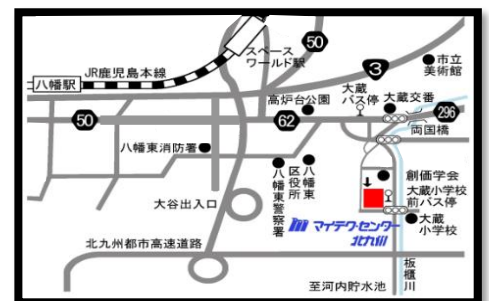 50
スペース
ワールド駅
3
市立
美術館
JR鹿児島本線
八幡駅
高炉台公園
大蔵
バス停
大蔵交番
296
50
62
両国橋
八幡東消防署
八幡東
区役所
八幡東警察署
創価学会
大蔵小学校
前バス停
大谷出入口
マイテク・センター
北九州
大蔵
小学校
北九州都市高速道路
板櫃川
至河内貯水池